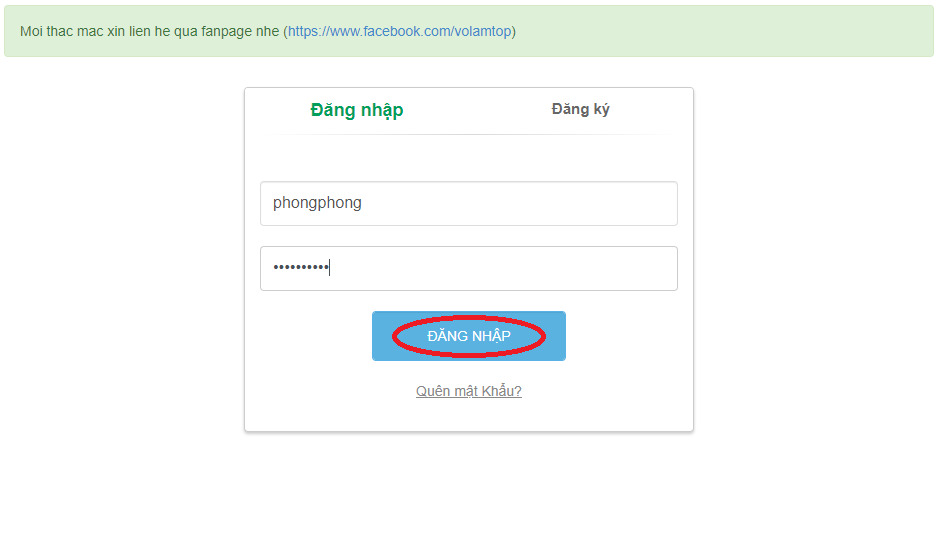 Moi thac mac xin lien he qua fanpage nhe (https://www.facebook.com/volamtop)
Đăng nhập
Đăng ký
phongphong
••••••••••
ĐĂNG NHẬP
Quên mật Khẩu?